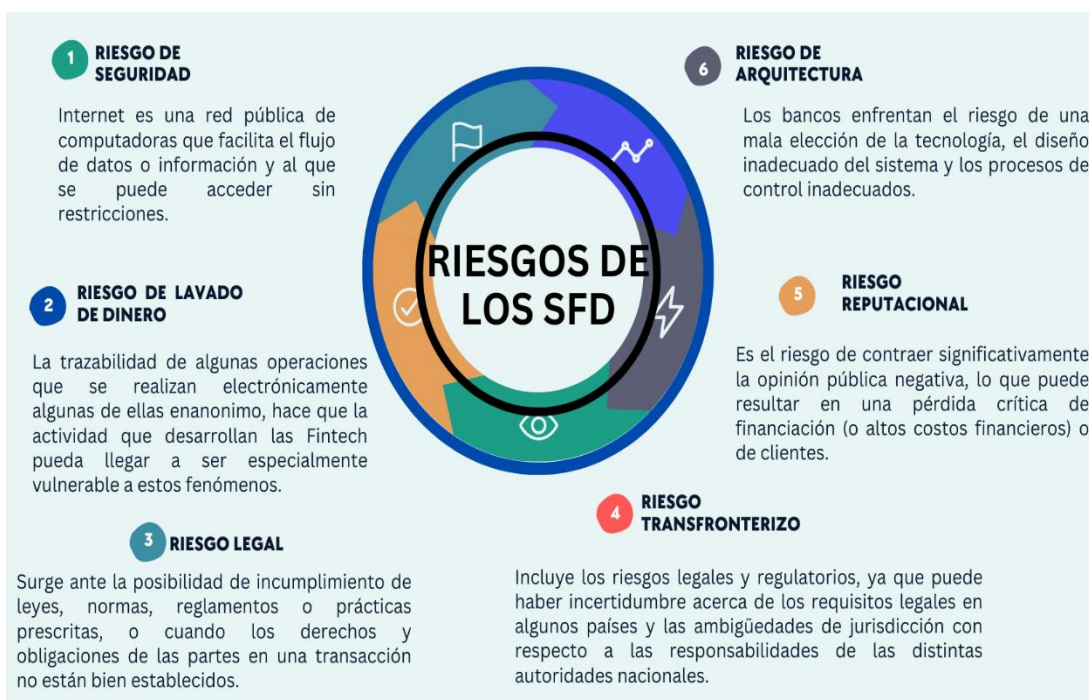 1
RIESGO DE
SEGURIDAD
Internet es una red pública de
computadoras que facilita el flujo
de datos o información y al que
se puede acceder sin
restricciones.
2
RIESGO DE LAVADO
DE DINERO
La trazabilidad de algunas operaciones
que se realizan electrónicamente
algunas de ellas enanonimo, hace que la
actividad que desarrollan las Fintech
pueda llegar a ser especialmente
vulnerable a estos fenómenos.
3
RIESGO LEGAL
Surge ante la posibilidad de incumplimiento de
leyes, normas, reglamentos o prácticas
prescritas, o cuando los derechos y
obligaciones de las partes en una transacción
no están bien establecidos.
RIESGOS DE
LOS SFD
6
RIESGO DE
ARQUITECTURA
Los bancos enfrentan el riesgo de una
mala elección de la tecnología, el diseño
inadecuado del sistema y los procesos de
control inadecuados.
5
RIESGO
REPUTACIONAL
Es el riesgo de contraer significativamente
la opinión pública negativa, lo que puede
resultar en una pérdida crítica de
financiación (o altos costos financieros) o
de clientes.
4
RIESGO
TRANSFRONTERIZO
Incluye los riesgos legales y regulatorios, ya que puede
haber incertidumbre acerca de los requisitos legales en
algunos países y las ambigüedades de jurisdicción con
respecto a las responsabilidades de las distintas
autoridades nacionales.